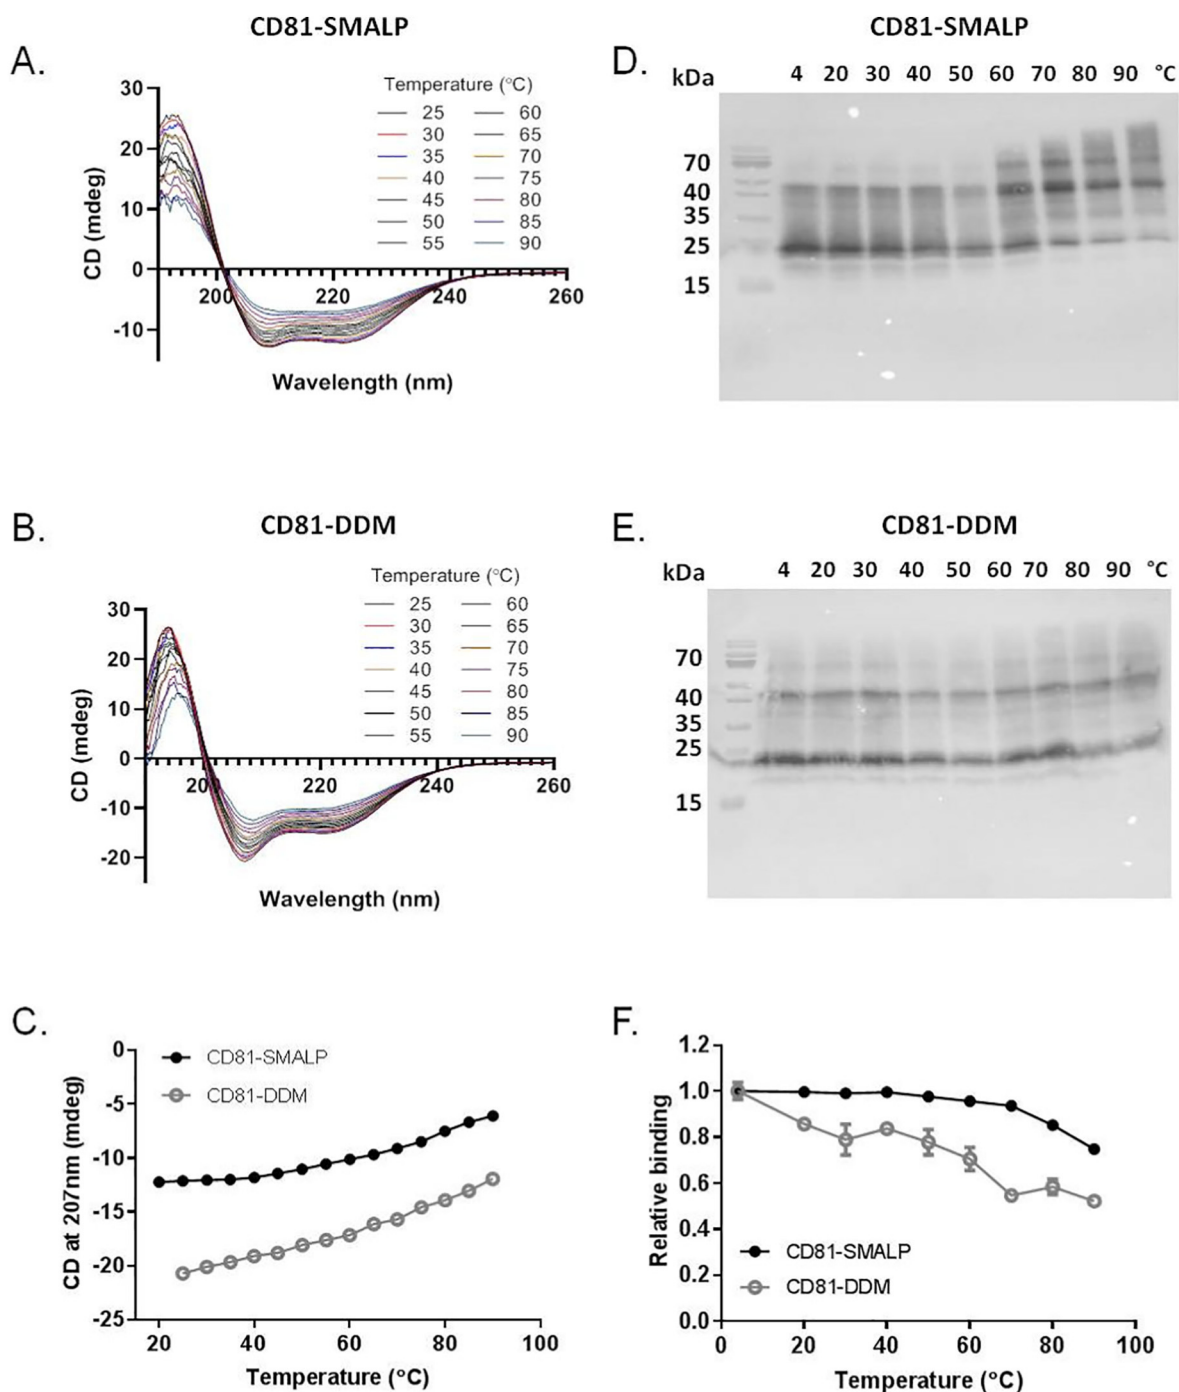 CD81-SMALP
A.
Temperature (°C)
25 60
30 65
35 70
40 75
45 80
50 85
55 90
30
20
10
0
-10
CD (mdeg)
200 220 240 260
Wavelength (nm)
CD81-SMALP
D.
kDa 4 20 30 40 50 60 70 80 90 °C
70
40
35
25
15
CD81-DDM
B.
Temperature (°C)
25 60
30 65
35 70
40 75
45 80
50 85
55 90
30
20
10
0
-10
-20
CD (mdeg)
200 220 240 260
Wavelength (nm)
CD81-DDM
E.
kDa 4 20 30 40 50 60 70 80 90 °C
70
40
35
25
15
C.
CD81-SMALP
CD81-DDM
0
-5
-10
-15
-20
-25
CD at 207nm (mdeg)
20 40 60 80 100
Temperature (°C)
F.
1.2
1.0
0.8
0.6
0.4
0.2
0.0
Relative binding
CD81-SMALP
CD81-DDM
0 20 40 60 80 100
Temperature (°C)